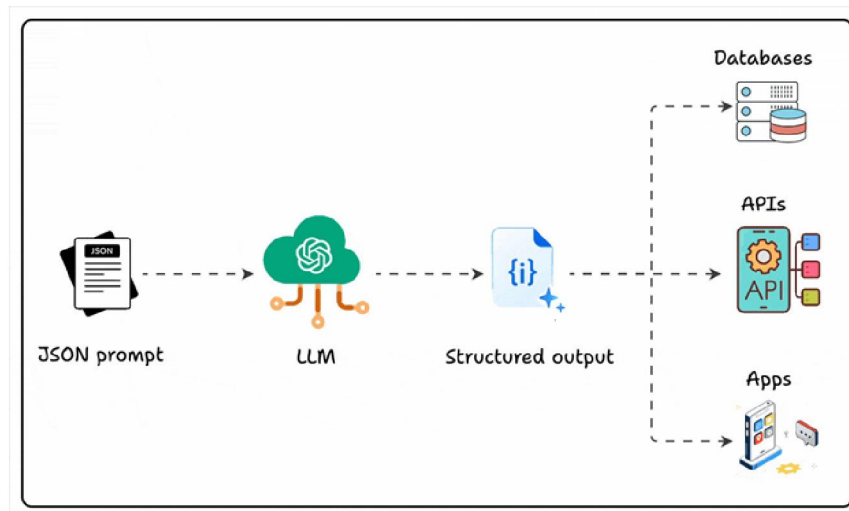 Databases
APIs
JSON
{i}
API
JSON prompt
LLM
Structured output
Apps